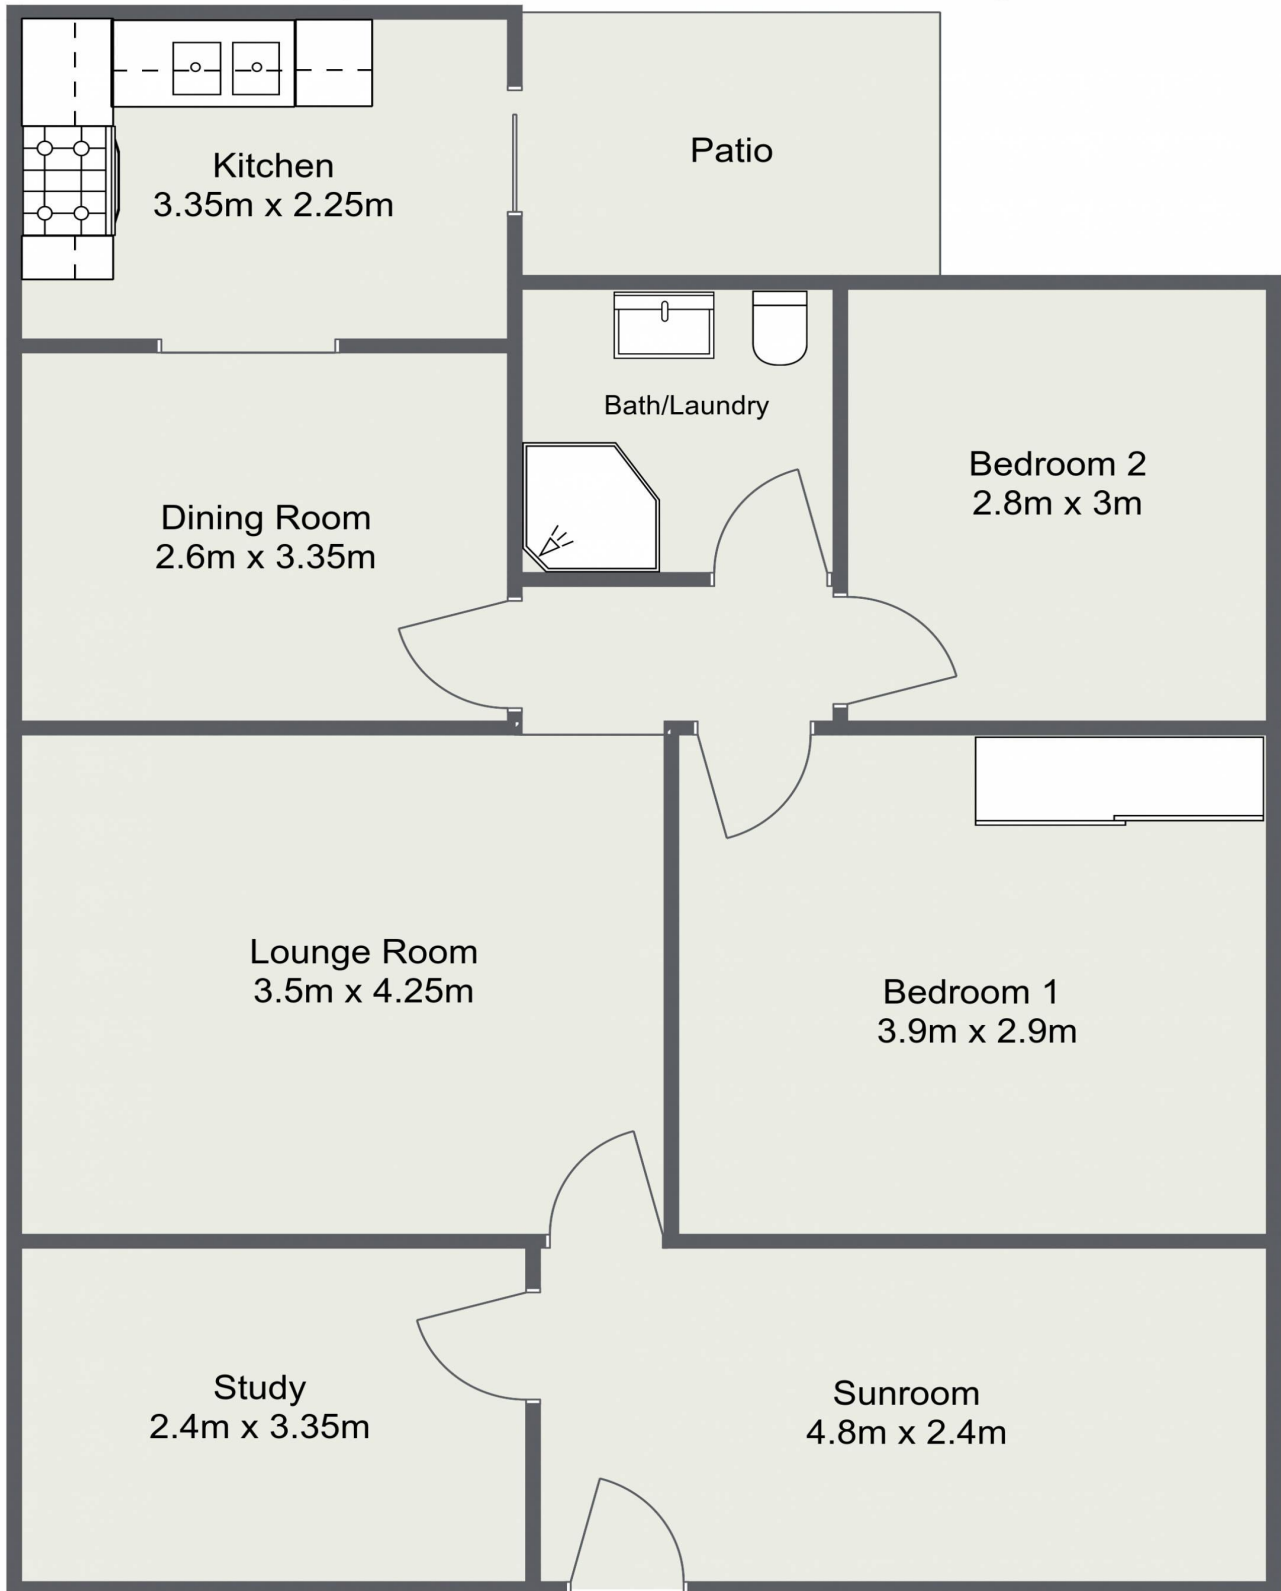 Kitchen
3.35m x 2.25m
Patio
Bath/Laundry
Bedroom 2
2.8m x 3m
Dining Room
2.6m x 3.35m
Lounge Room
3.5m x 4.25m
Bedroom 1
3.9m x 2.9m
Study
2.4m x 3.35m
Sunroom
4.8m x 2.4m